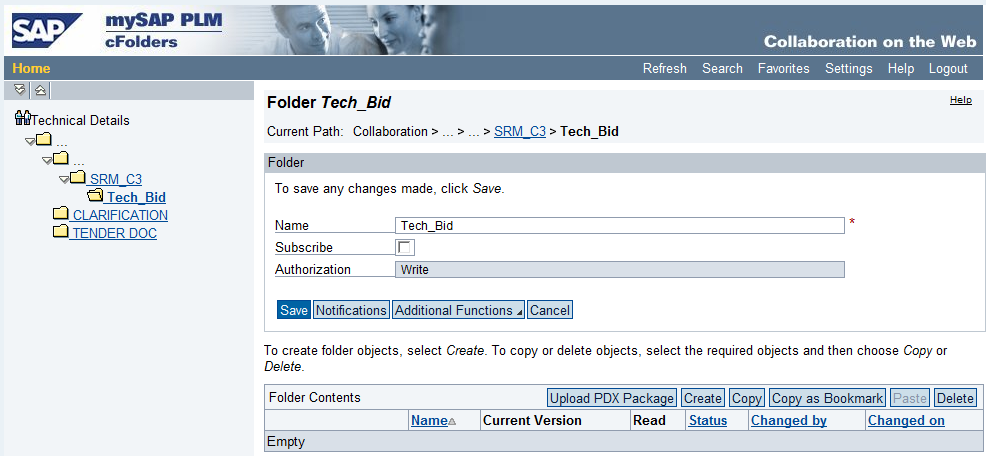 SAP mySAP PLM
cFolders
Collaboration on the Web
Home Refresh Search Favorites Settings Help Logout
Technical Details
...
...
SRM_C3
Tech_Bid
CLARIFICATION
TENDER DOC
Folder Tech_Bid Help
Current Path: Collaboration > ... > ... > SRM_C3 > Tech_Bid
Folder
To save any changes made, click Save.
Name Tech_Bid *
Subscribe
Authorization Write
Save Notifications Additional Functions Cancel
To create folder objects, select Create. To copy or delete objects, select the required objects and then choose Copy or
Delete.
Folder Contents Upload PDX Package Create Copy Copy as Bookmark Paste Delete
Name Current Version Read Status Changed by Changed on
Empty